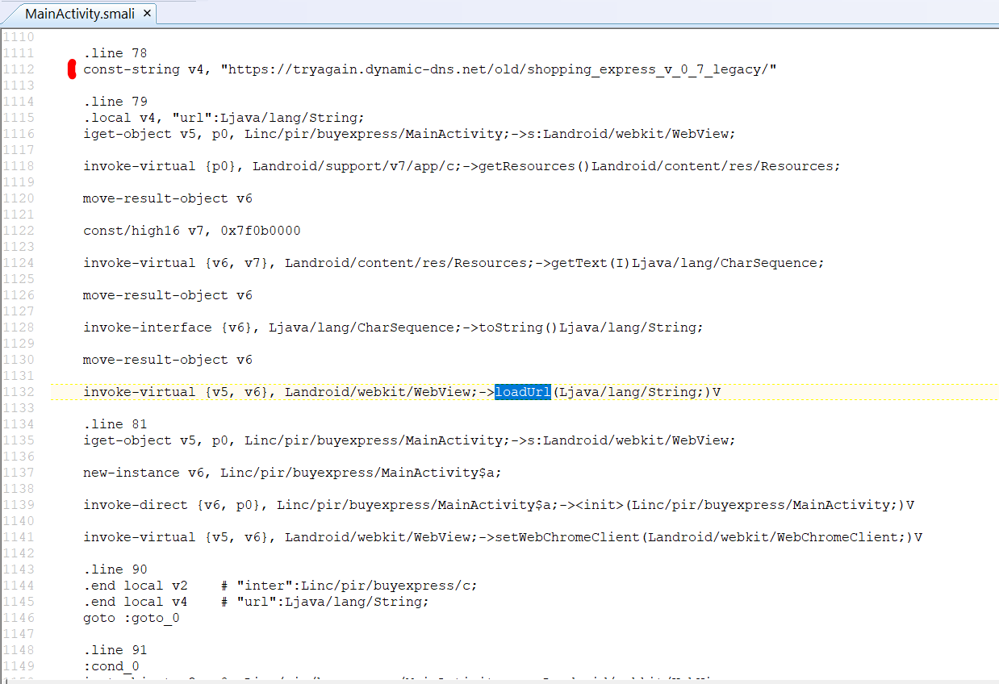 MainActivity.smali ×
1110
1111 .line 78
1112 const-string v4, "https://tryagain.dynamic-dns.net/old/shopping_express_v_0_7_legacy/"
1113
1114 .line 79
1115 .local v4, "url":Ljava/lang/String;
1116 iget-object v5, p0, Linc/pir/buyexpress/MainActivity;->s:Landroid/webkit/WebView;
1117
1118 invoke-virtual {p0}, Landroid/support/v7/app/c;->getResources()Landroid/content/res/Resources;
1119
1120 move-result-object v6
1121
1122 const/high16 v7, 0x7f0b0000
1123
1124 invoke-virtual {v6, v7}, Landroid/content/res/Resources;->getText(I)Ljava/lang/CharSequence;
1125
1126 move-result-object v6
1127
1128 invoke-interface {v6}, Ljava/lang/CharSequence;->toString()Ljava/lang/String;
1129
1130 move-result-object v6
1131
1132 invoke-virtual {v5, v6}, Landroid/webkit/WebView;->loadUrl(Ljava/lang/String;)V
1133
1134 .line 81
1135 iget-object v5, p0, Linc/pir/buyexpress/MainActivity;->s:Landroid/webkit/WebView;
1136
1137 new-instance v6, Linc/pir/buyexpress/MainActivity$a;
1138
1139 invoke-direct {v6, p0}, Linc/pir/buyexpress/MainActivity$a;-><init>(Linc/pir/buyexpress/MainActivity;)V
1140
1141 invoke-virtual {v5, v6}, Landroid/webkit/WebView;->setWebChromeClient(Landroid/webkit/WebChromeClient;)V
1142
1143 .line 90
1144 .end local v2 # "inter":Linc/pir/buyexpress/c;
1145 .end local v4 # "url":Ljava/lang/String;
1146 goto :goto_0
1147
1148 .line 91
1149 :cond_0